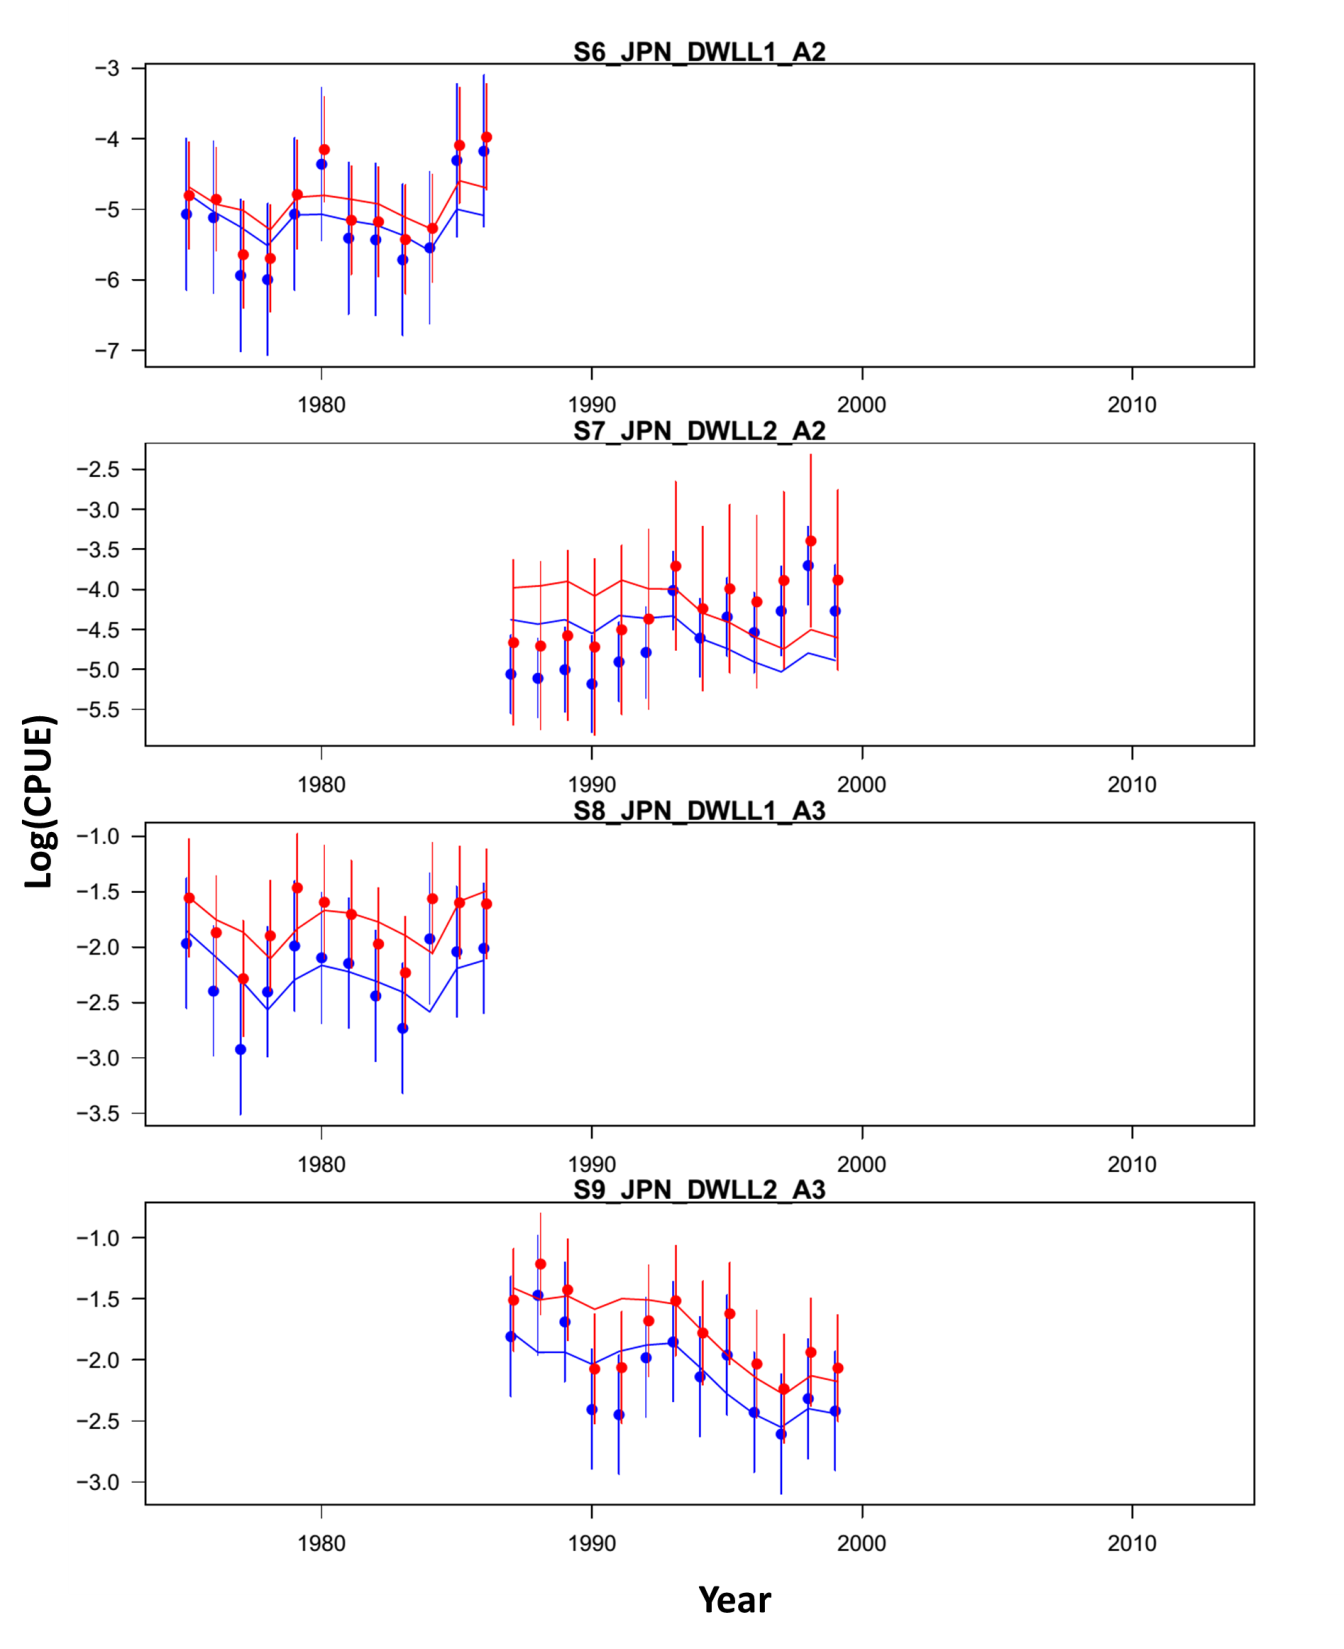 S6_JPN_DWLL1_A2
−3
−4
−5
−6
−7
1980 1990 2000 2010
S7_JPN_DWLL2_A2
−2.5
−3.0
−3.5
−4.0
−4.5
−5.0
−5.5
1980 1990 2000 2010
Log(CPUE)
S8_JPN_DWLL1_A3
−1.0
−1.5
−2.0
−2.5
−3.0
−3.5
1980 1990 2000 2010
S9_JPN_DWLL2_A3
−1.0
−1.5
−2.0
−2.5
−3.0
1980 1990 2000 2010
Year